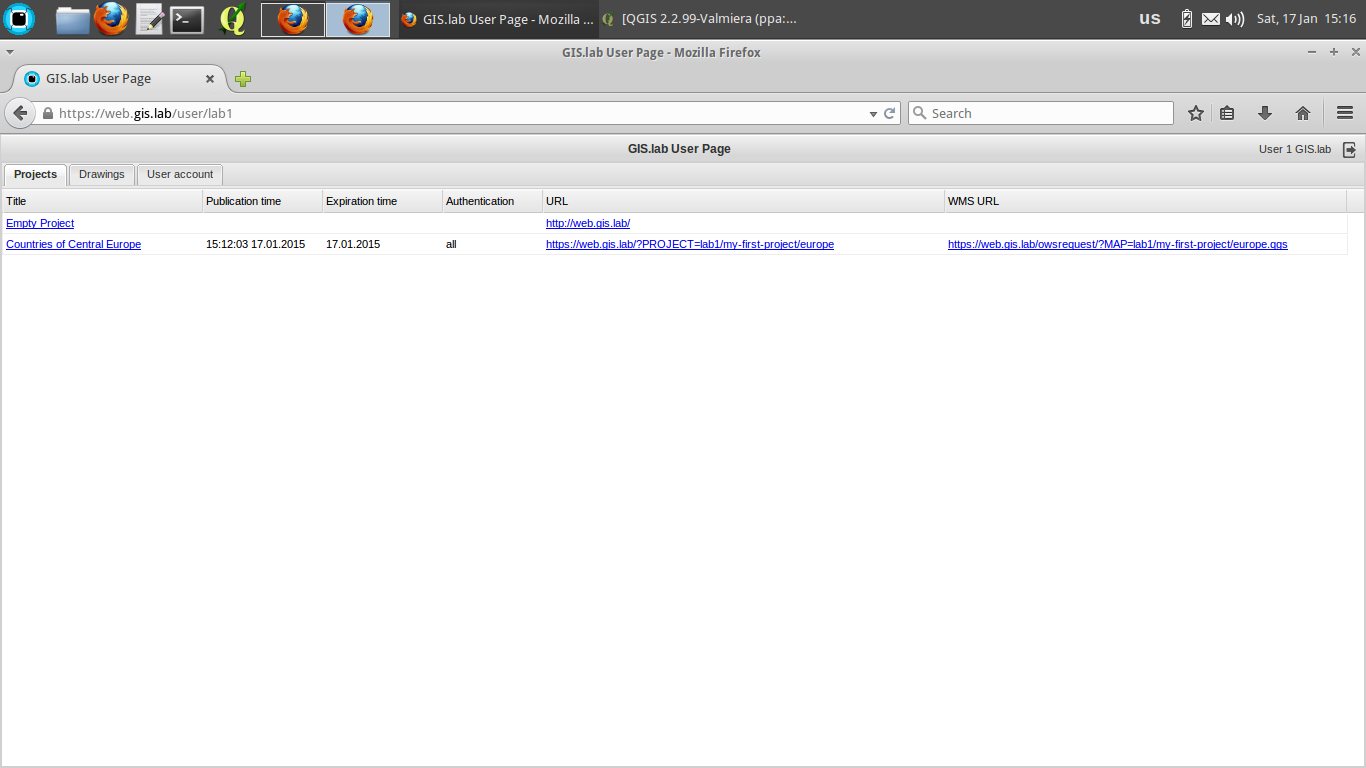 GIS.lab User Page - Mozilla ...
[QGIS 2.2.99-Valmiera (ppa:...
us
Sat, 17 Jan 15:16
GIS.lab User Page - Mozilla Firefox
GIS.lab User Page
https://web.gis.lab/user/lab1
Search
GIS.lab User Page
User 1 GIS.lab
Projects
Drawings
User account
Title Publication time Expiration time Authentication URL WMS URL
Empty Project http://web.gis.lab/
Countries of Central Europe 15:12:03 17.01.2015 17.01.2015 all https://web.gis.lab/?PROJECT=lab1/my-first-project/europe https://web.gis.lab/owsrequest/?MAP=lab1/my-first-project/europe.qgs